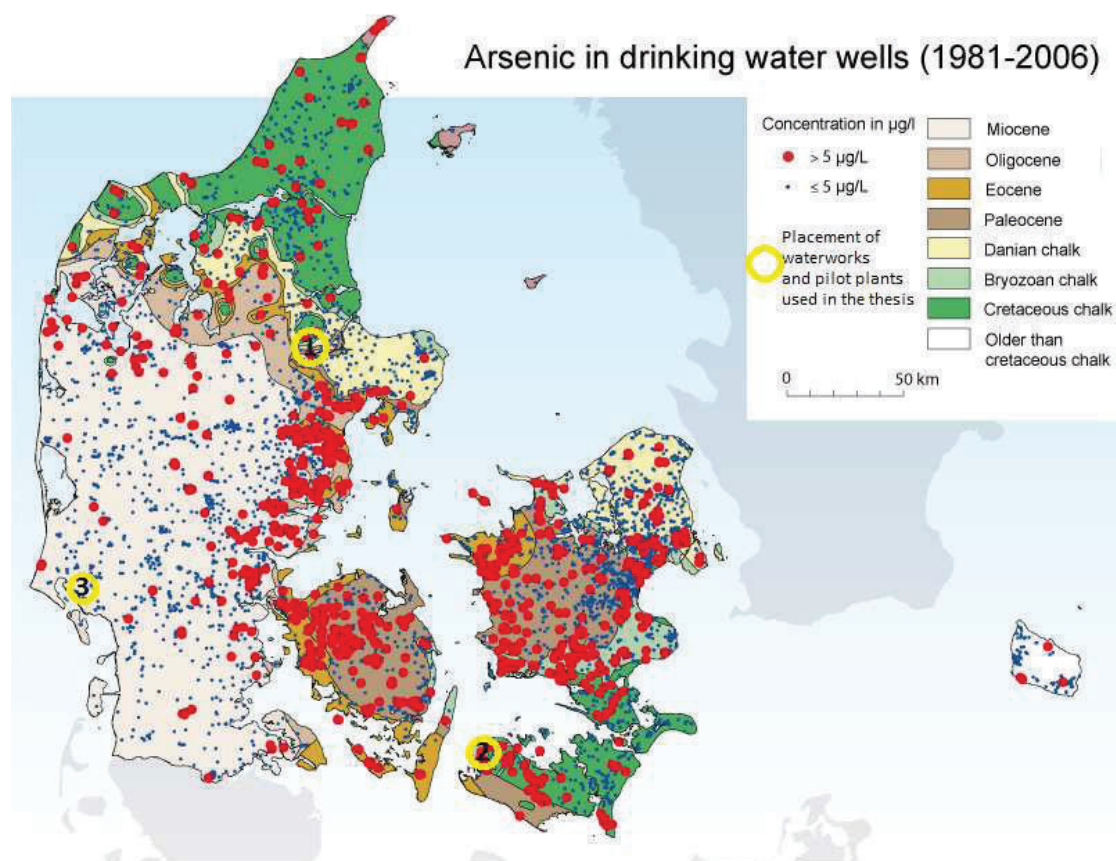 Arsenic in drinking water wells (1981-2006)
Concentration in µg/l
> 5 µg/L
≤ 5 µg/L
Placement of
waterworks
and pilot plants
used in the thesis
Miocene
Oligocene
Eocene
Paleocene
Danian chalk
Bryozoan chalk
Cretaceous chalk
Older than
cretaceous chalk
0 50 km
1
3
2